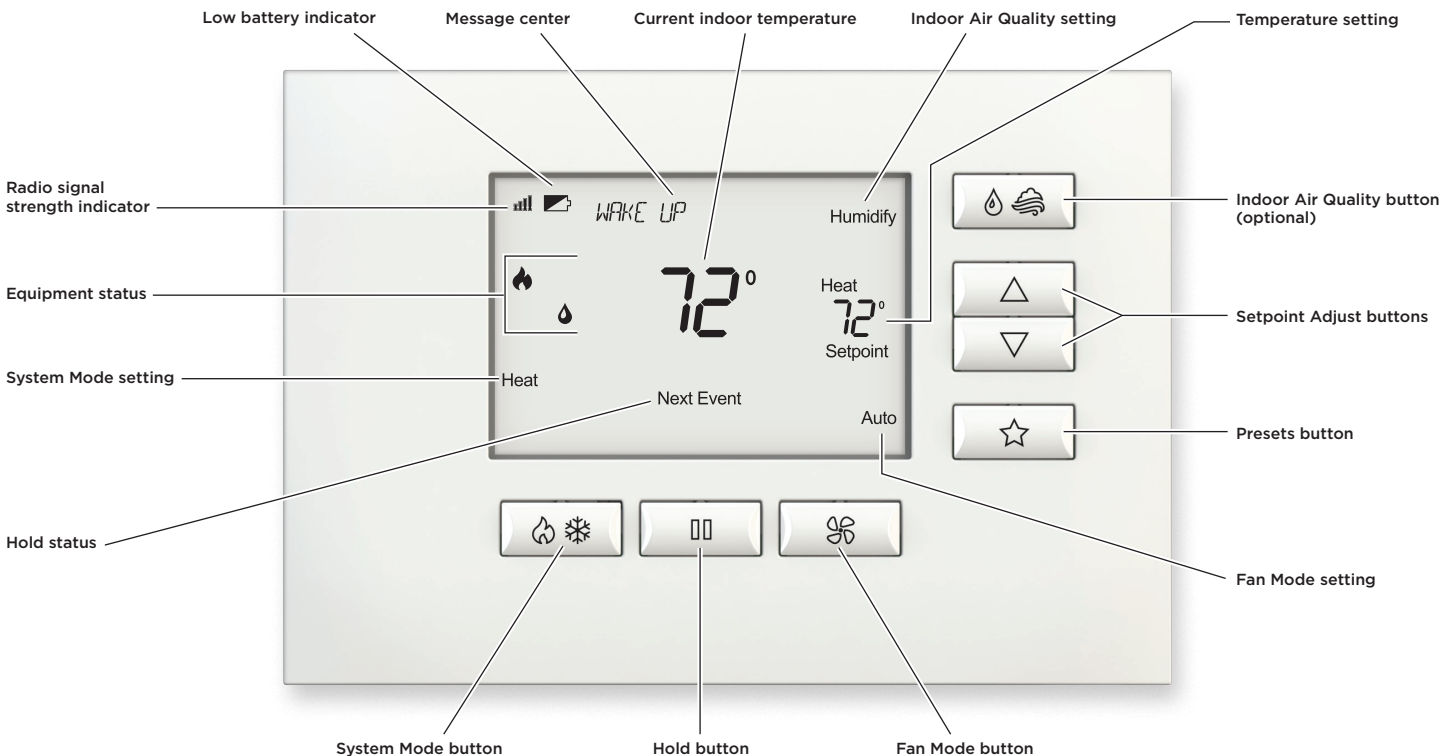 Low battery indicator
Message center
Current indoor temperature
Indoor Air Quality setting
Temperature setting
Radio signal
strength indicator
WAKE UP
Humidify
Indoor Air Quality button
(optional)
Equipment status
72°
Heat
72°
Setpoint
Setpoint Adjust buttons
System Mode setting
Heat
Next Event
Auto
Presets button
Hold status
Fan Mode setting
System Mode button
Hold button
Fan Mode button